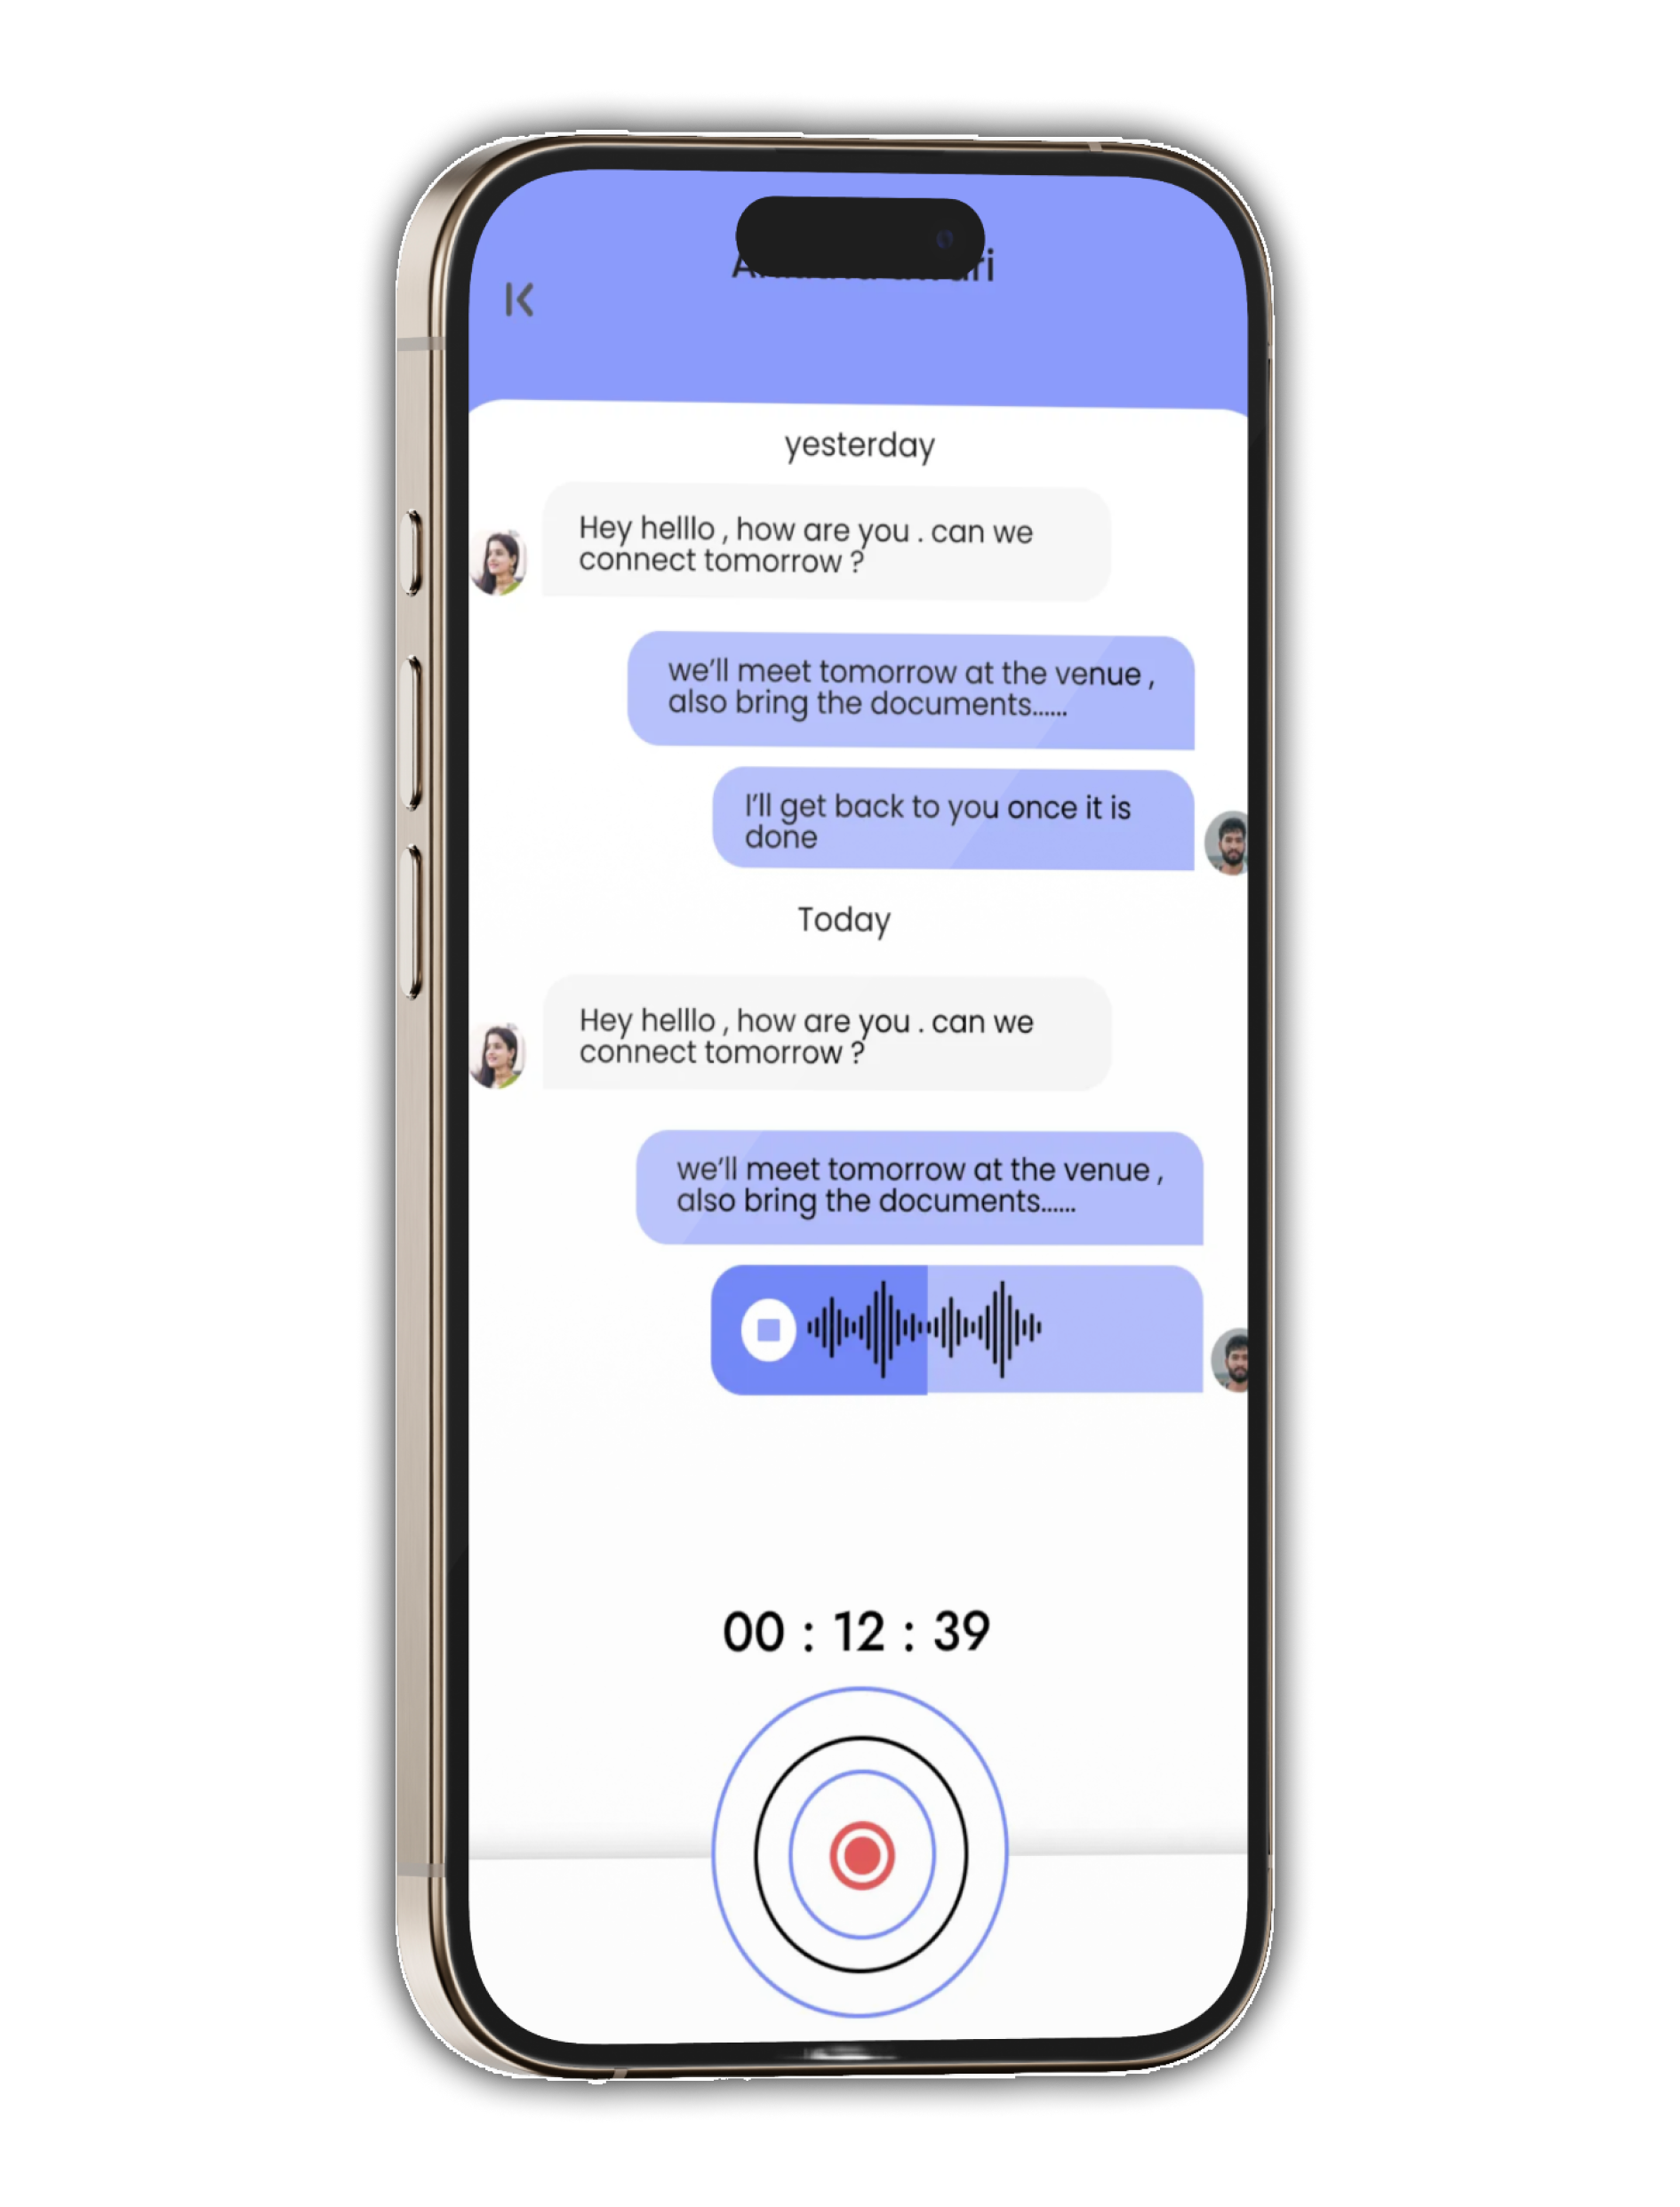 yesterday
Hey helllo , how are you . can we
connect tomorrow ?
we'll meet tomorrow at the venue ,
also bring the documents......
I'll get back to you once it is
done
Today
Hey helllo , how are you . can we
connect tomorrow ?
we'll meet tomorrow at the venue ,
also bring the documents......
00 : 12 : 39